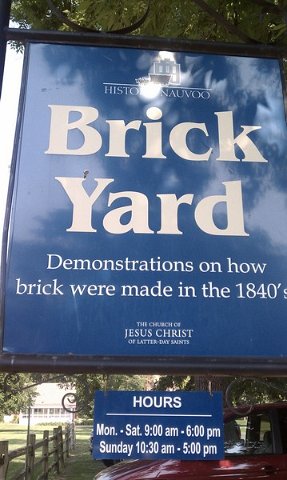 HISTORIC NAUVOO
Brick
Yard
Demonstrations on how
brick were made in the 1840's
THE CHURCH OF
JESUS CHRIST
OF LATTER-DAY SAINTS
HOURS
Mon. - Sat. 9:00 am - 6:00 pm
Sunday 10:30 am - 5:00 pm